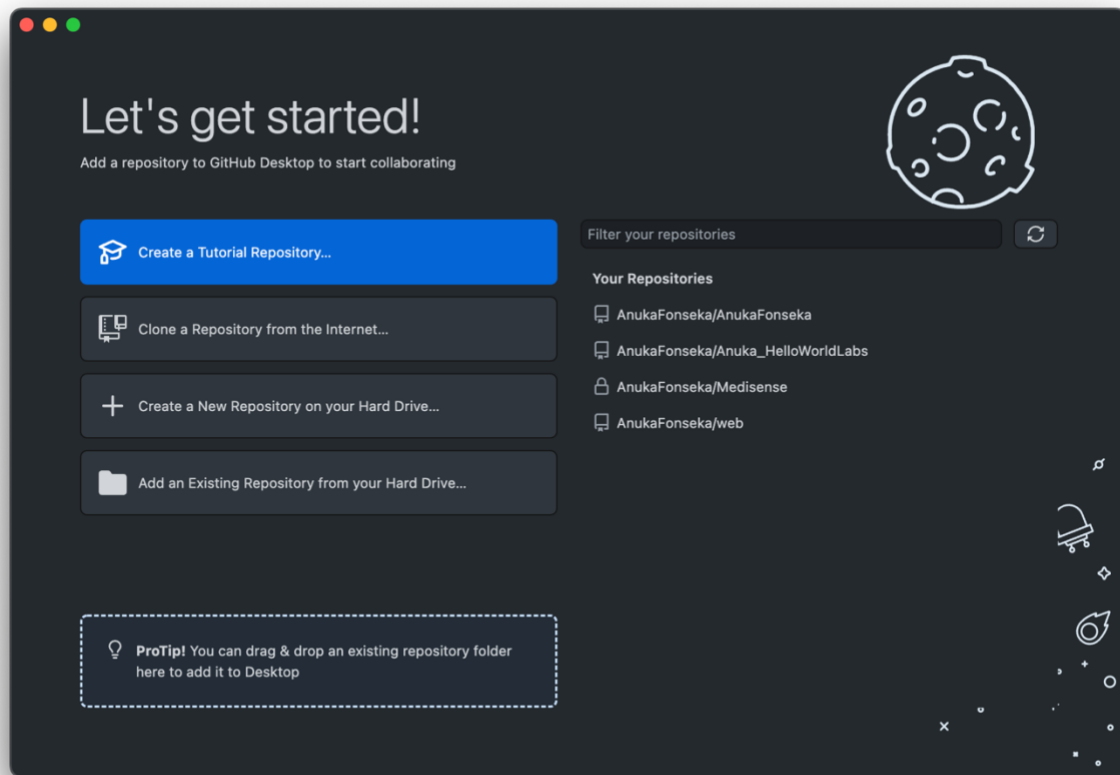 Let's get started!
Add a repository to GitHub Desktop to start collaborating
Create a Tutorial Repository...
Clone a Repository from the Internet...
Create a New Repository on your Hard Drive...
Add an Existing Repository from your Hard Drive...
ProTip! You can drag & drop an existing repository folder
here to add it to Desktop
Filter your repositories
Your Repositories
AnukaFonseka/AnukaFonseka
AnukaFonseka/Anuka_HelloWorldLabs
AnukaFonseka/Medisense
AnukaFonseka/web